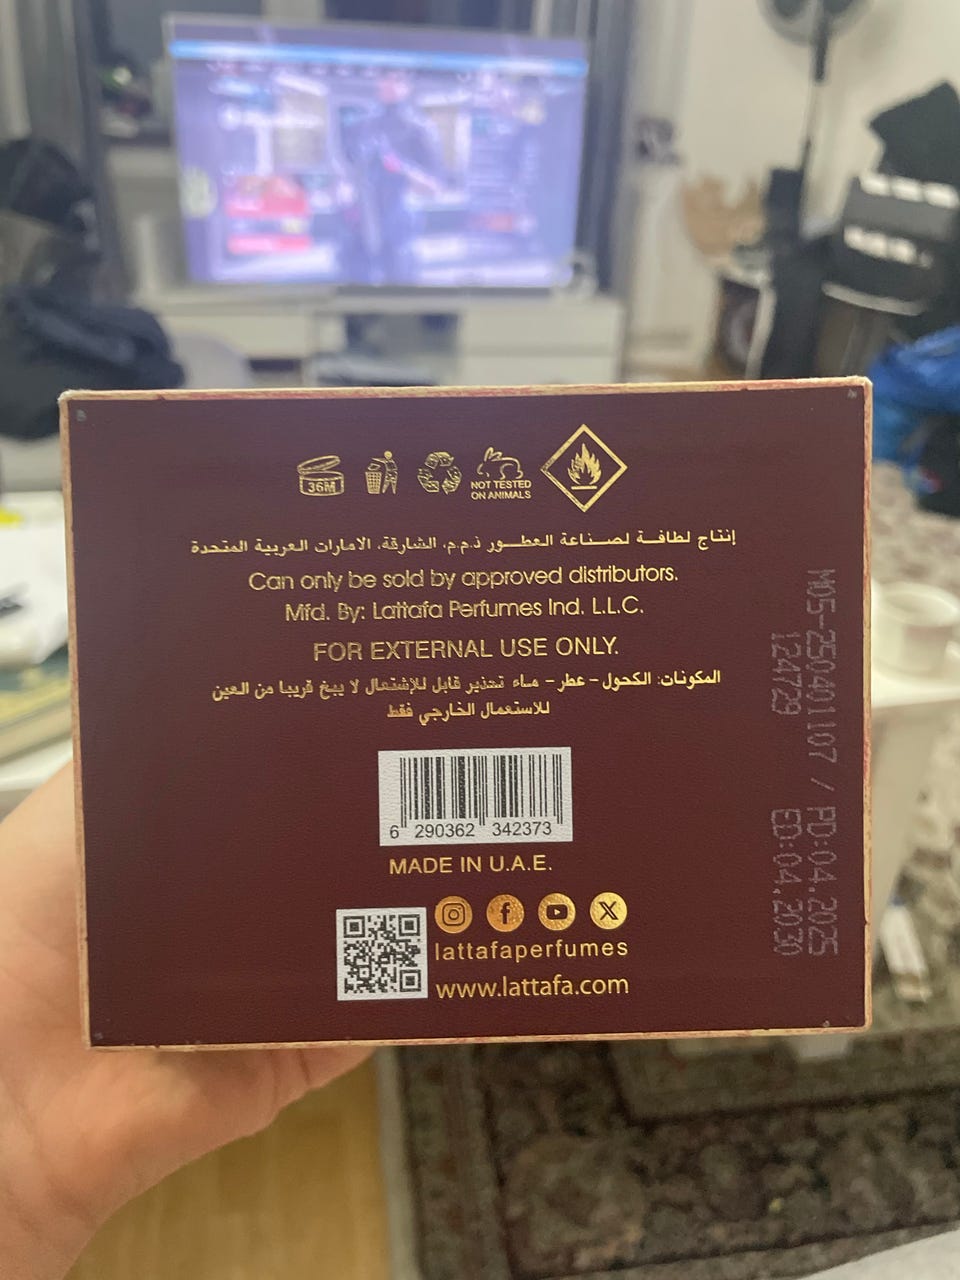 36M
NOT TESTED
ON ANIMALS
إنتاج لطافة لصناعة العطور ذ.م.م. الشارقة، الامارات العربية المتحدة
Can only be sold by approved distributors.
Mfd. By: Lattafa Perfumes Ind. L.L.C.
FOR EXTERNAL USE ONLY.
المكونات: الكحول - عطر - ماء تحذير قابل للإشتعال لا يبخ قريبا من العين
للاستعمال الخارجي فقط
6 290362 342373
MADE IN U.A.E.
lattafaperfumes
www.lattafa.com
M05-250401107 / PD:04.2025
124729 ED:04.2030